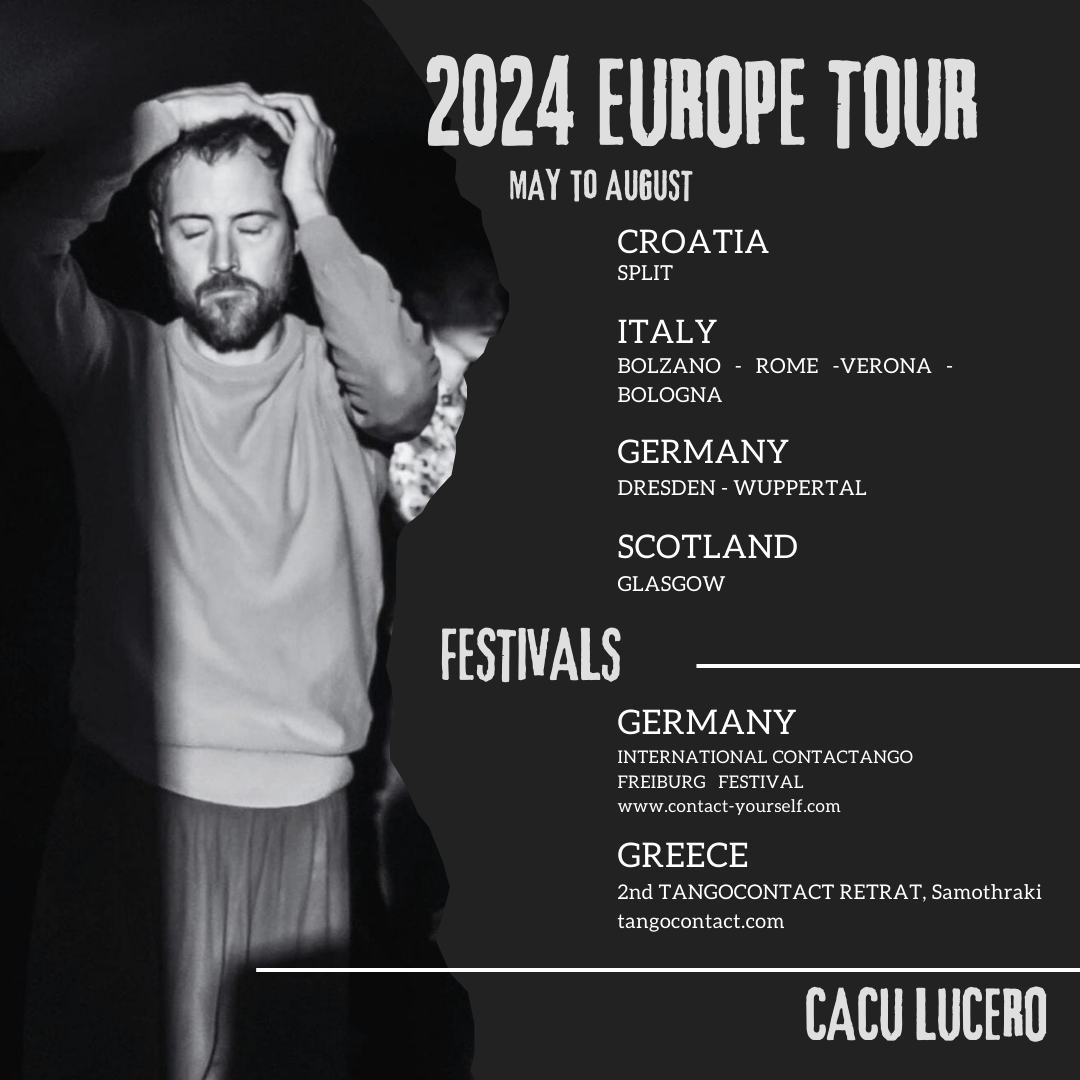 2024 EUROPE TOUR
MAY TO AUGUST
CROATIA
SPLIT
ITALY
BOLZANO - ROME -VERONA -
BOLOGNA
GERMANY
DRESDEN - WUPPERTAL
SCOTLAND
GLASGOW
FESTIVALS
GERMANY
INTERNATIONAL CONTACTANGO
FREIBURG FESTIVAL
www.contact-yourself.com
GREECE
2nd TANGOCONTACT RETRAT, Samothraki
tangocontact.com
CACU LUCERO